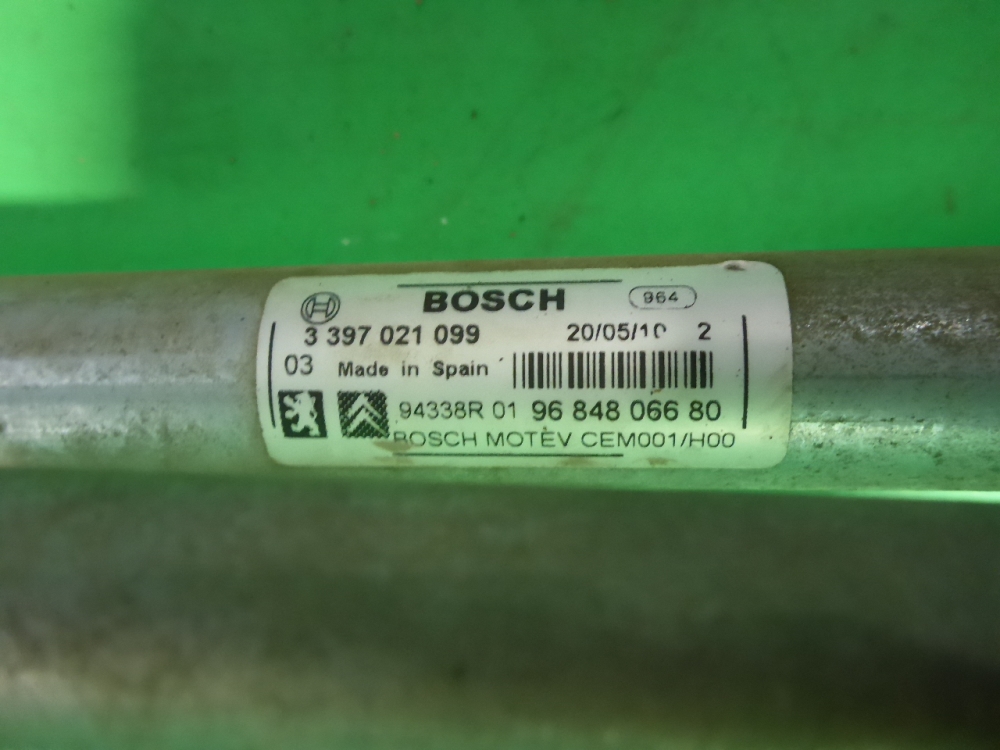 BOSCH 964
3 397 021 099 20/05/10 2
03 Made in Spain
94338R 01 96 848 066 80
BOSCH MOTEV CEM001/H00